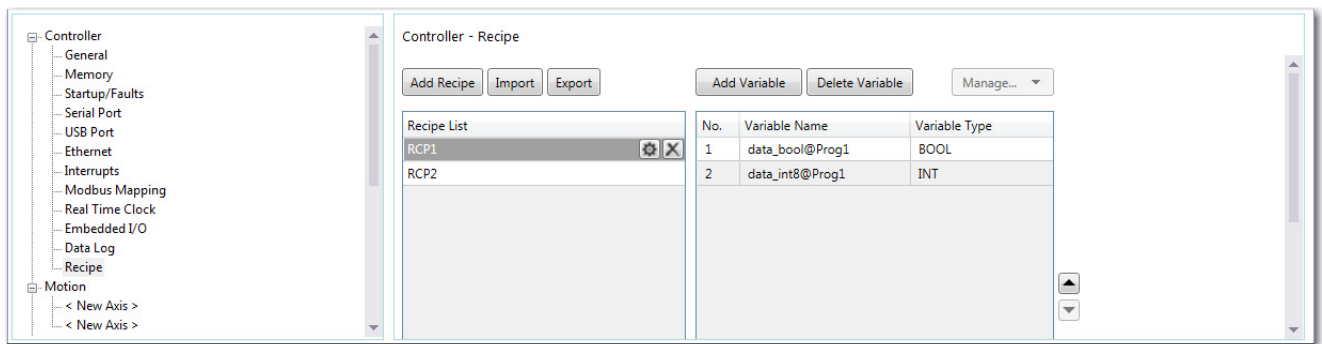 Controller
General
Memory
Startup/Faults
Serial Port
USB Port
Ethernet
Interrupts
Modbus Mapping
Real Time Clock
Embedded I/O
Data Log
Recipe
Motion
< New Axis >
< New Axis >
Controller - Recipe
Add Recipe Import Export
Recipe List
RCP1
RCP2
Add Variable Delete Variable Manage...
No. Variable Name Variable Type
1 data_bool@Prog1 BOOL
2 data_int8@Prog1 INT